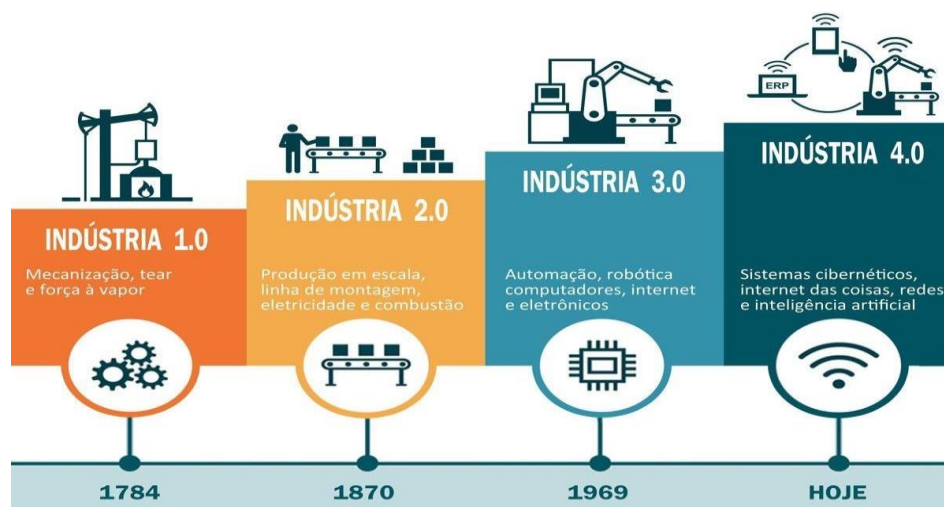 ERP
INDÚSTRIA 1.0
Mecanização, tear
e força à vapor
INDÚSTRIA 2.0
Produção em escala,
linha de montagem,
eletricidade e combustão
INDÚSTRIA 3.0
Automação, robótica
computadores, internet
e eletrônicos
INDÚSTRIA 4.0
Sistemas cibernéticos,
internet das coisas, redes
e inteligência artificial
1784
1870
1969
HOJE